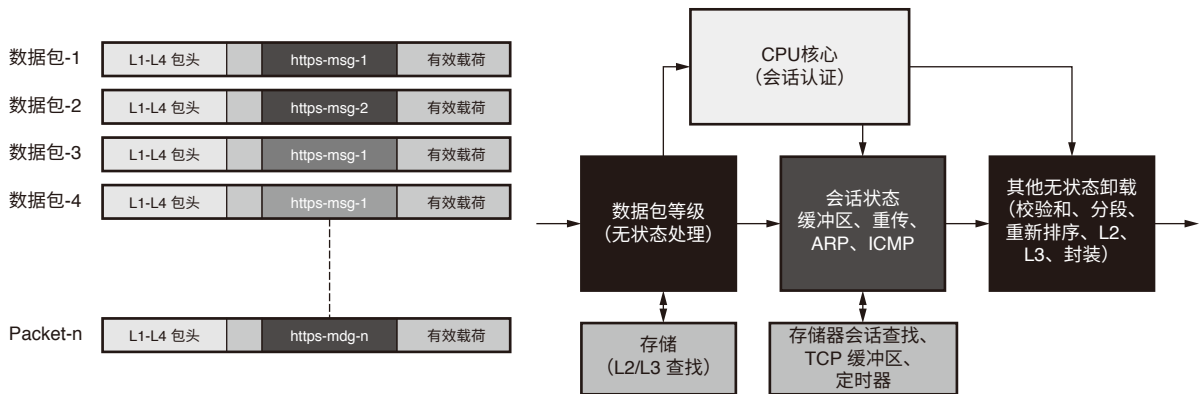 数据包-1
L1-L4 包头
https-msg-1
有效载荷
数据包-2
L1-L4 包头
https-msg-2
有效载荷
数据包-3
L1-L4 包头
https-msg-1
有效载荷
数据包-4
L1-L4 包头
https-msg-1
有效载荷
Packet-n
L1-L4 包头
https-mdg-n
有效载荷
CPU核心
（会话认证）
数据包等级
（无状态处理）
会话状态
缓冲区、重传、
ARP、ICMP
其他无状态卸载
（校验和、分段、
重新排序、L2、
L3、封装）
存储
（L2/L3 查找）
存储器会话查找、
TCP 缓冲区、
定时器